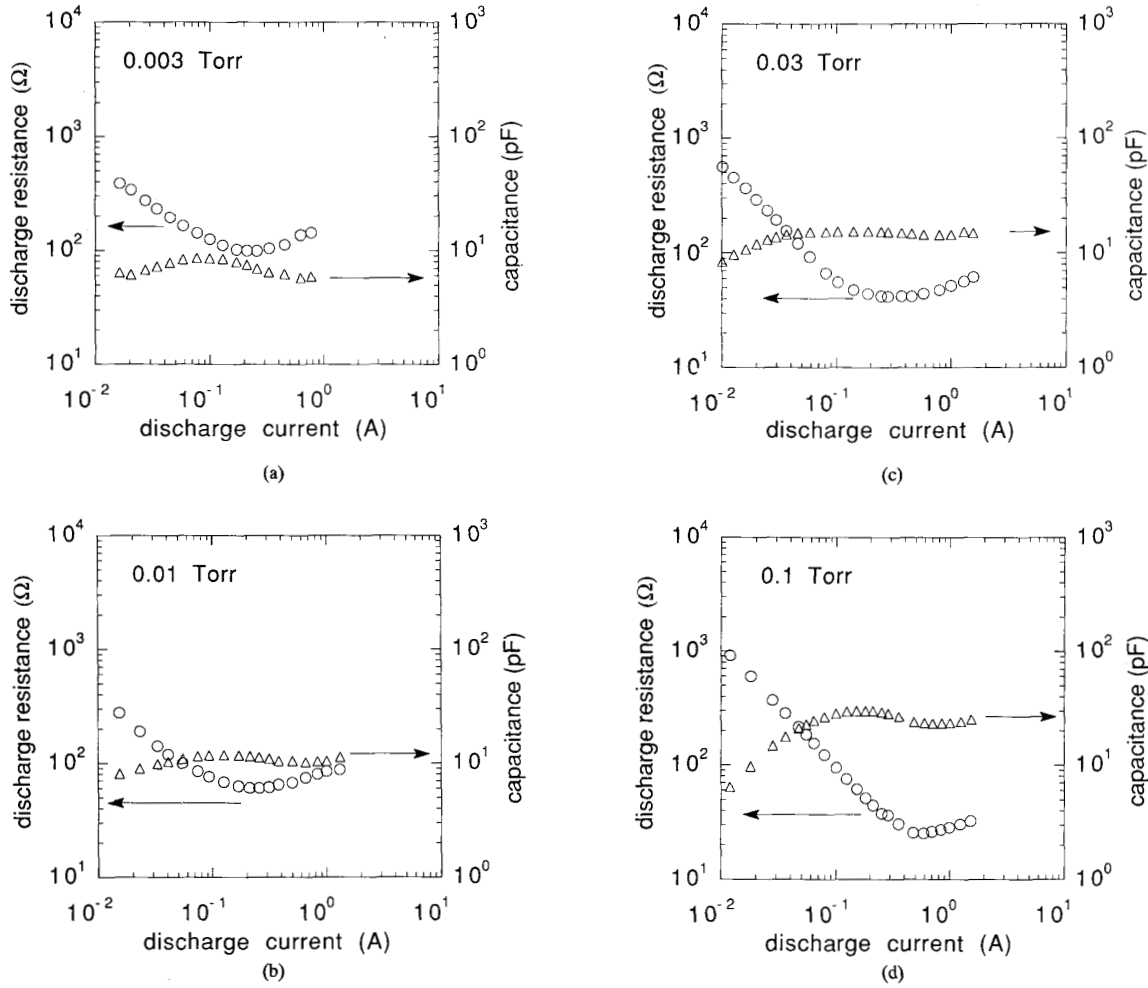 10^4
10^3
10^2
10^1
discharge resistance (Ω)
0.003 Torr
10^3
10^2
10^1
10^0
capacitance (pF)
10^-2 10^-1 10^0 10^1
discharge current (A)
(a)
10^4
10^3
10^2
10^1
discharge resistance (Ω)
0.03 Torr
10^3
10^2
10^1
10^0
capacitance (pF)
10^-2 10^-1 10^0 10^1
discharge current (A)
(c)
10^4
10^3
10^2
10^1
discharge resistance (Ω)
0.01 Torr
10^3
10^2
10^1
10^0
capacitance (pF)
10^-2 10^-1 10^0 10^1
discharge current (A)
(b)
10^4
10^3
10^2
10^1
discharge resistance (Ω)
0.1 Torr
10^3
10^2
10^1
10^0
capacitance (pF)
10^-2 10^-1 10^0 10^1
discharge current (A)
(d)